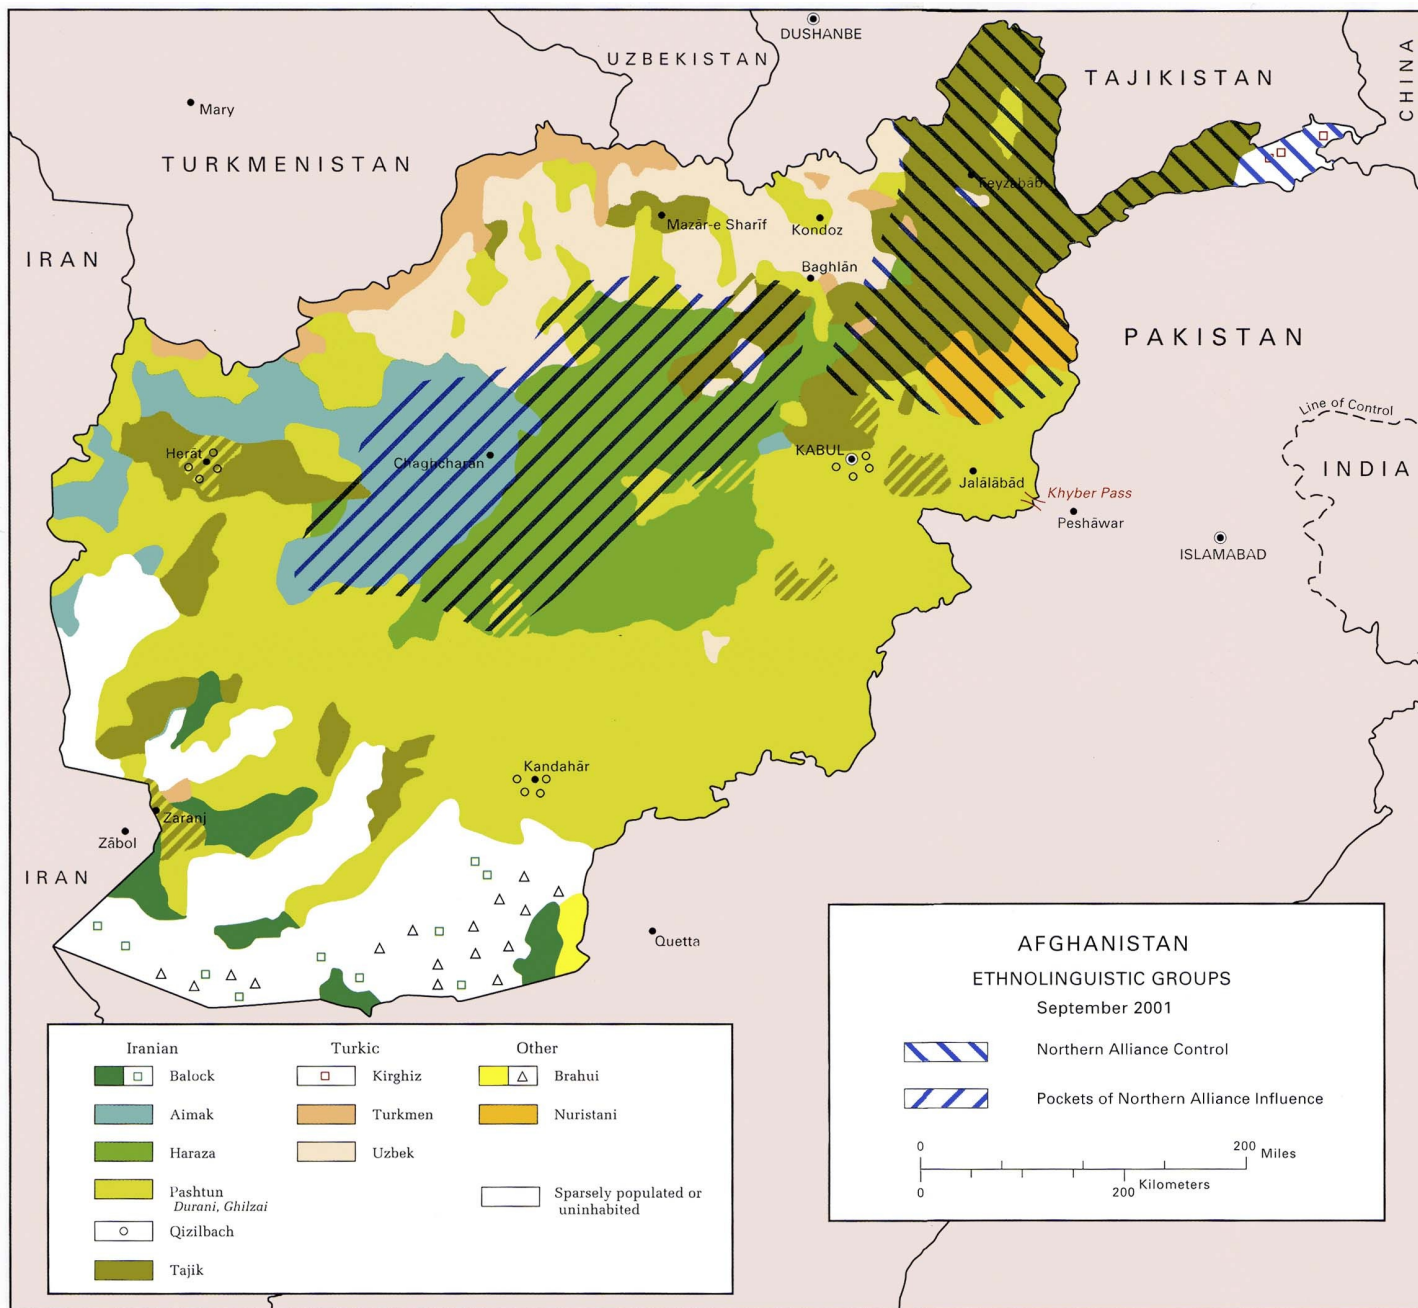 DUSHANBE
UZBEKISTAN
TAJIKISTAN
CHINA
Mary
TURKMENISTAN
Feyzabab
Mazār-e Sharīf
Kondoz
IRAN
Baghlān
PAKISTAN
Line of Control
Herāt
Chaghcharān
KABUL
Jalālābād
INDIA
Khyber Pass
Peshāwar
ISLAMABAD
Kandahār
Zaranj
Zābol
IRAN
Quetta
AFGHANISTAN
ETHNOLINGUISTIC GROUPS
September 2001
Northern Alliance Control
Pockets of Northern Alliance Influence
0 200 Miles
0 200 Kilometers
Iranian Turkic Other
Balock Kirghiz Brahui
Aimak Turkmen Nuristani
Haraza Uzbek
Pashtun Sparsely populated or
Durani, Ghilzai uninhabited
Qizilbach
Tajik